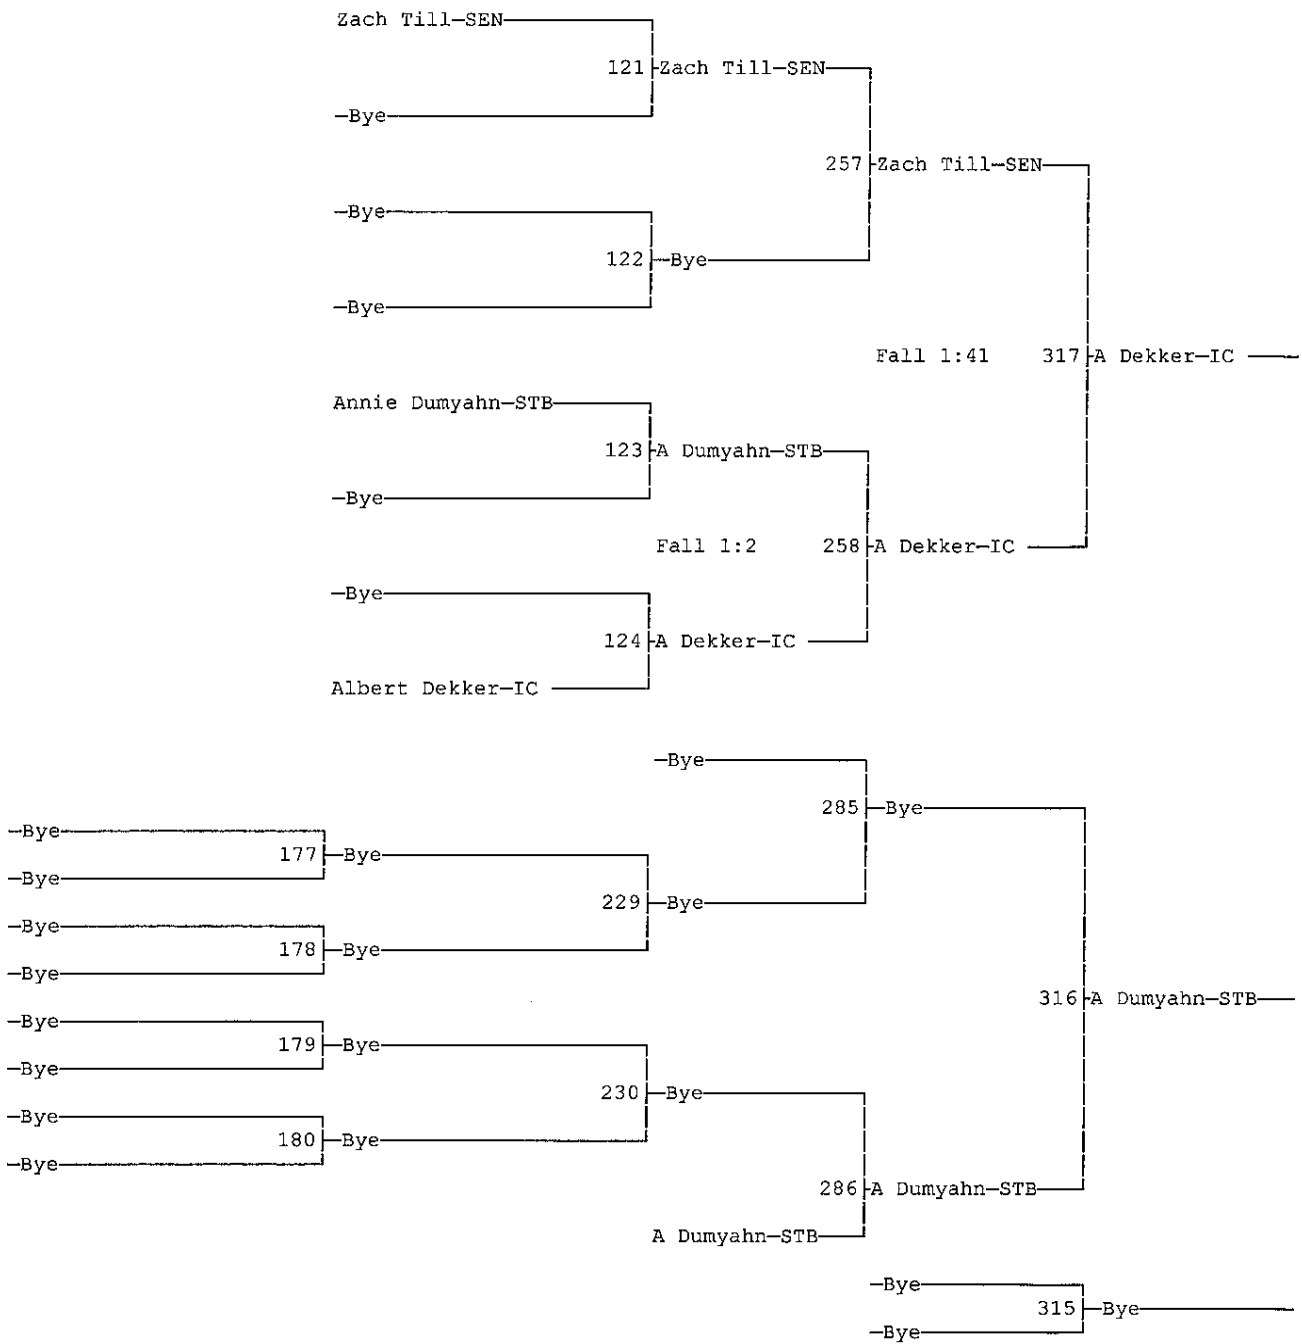 Zach Till-SEN
121 Zach Till-SEN
-Bye
257 Zach Till-SEN
-Bye
122 -Bye
-Bye
Fall 1:41 317 A Dekker-IC
Annie Dumyahn-STB
123 A Dumyahn-STB
-Bye
Fall 1:2 258 A Dekker-IC
-Bye
124 A Dekker-IC
Albert Dekker-IC
-Bye
285 -Bye
-Bye
177 -Bye
-Bye
229 -Bye
-Bye
178 -Bye
-Bye
316 A Dumyahn-STB
-Bye
179 -Bye
-Bye
230 -Bye
-Bye
180 -Bye
-Bye
286 A Dumyahn-STB
A Dumyahn-STB
-Bye
315 -Bye
-Bye